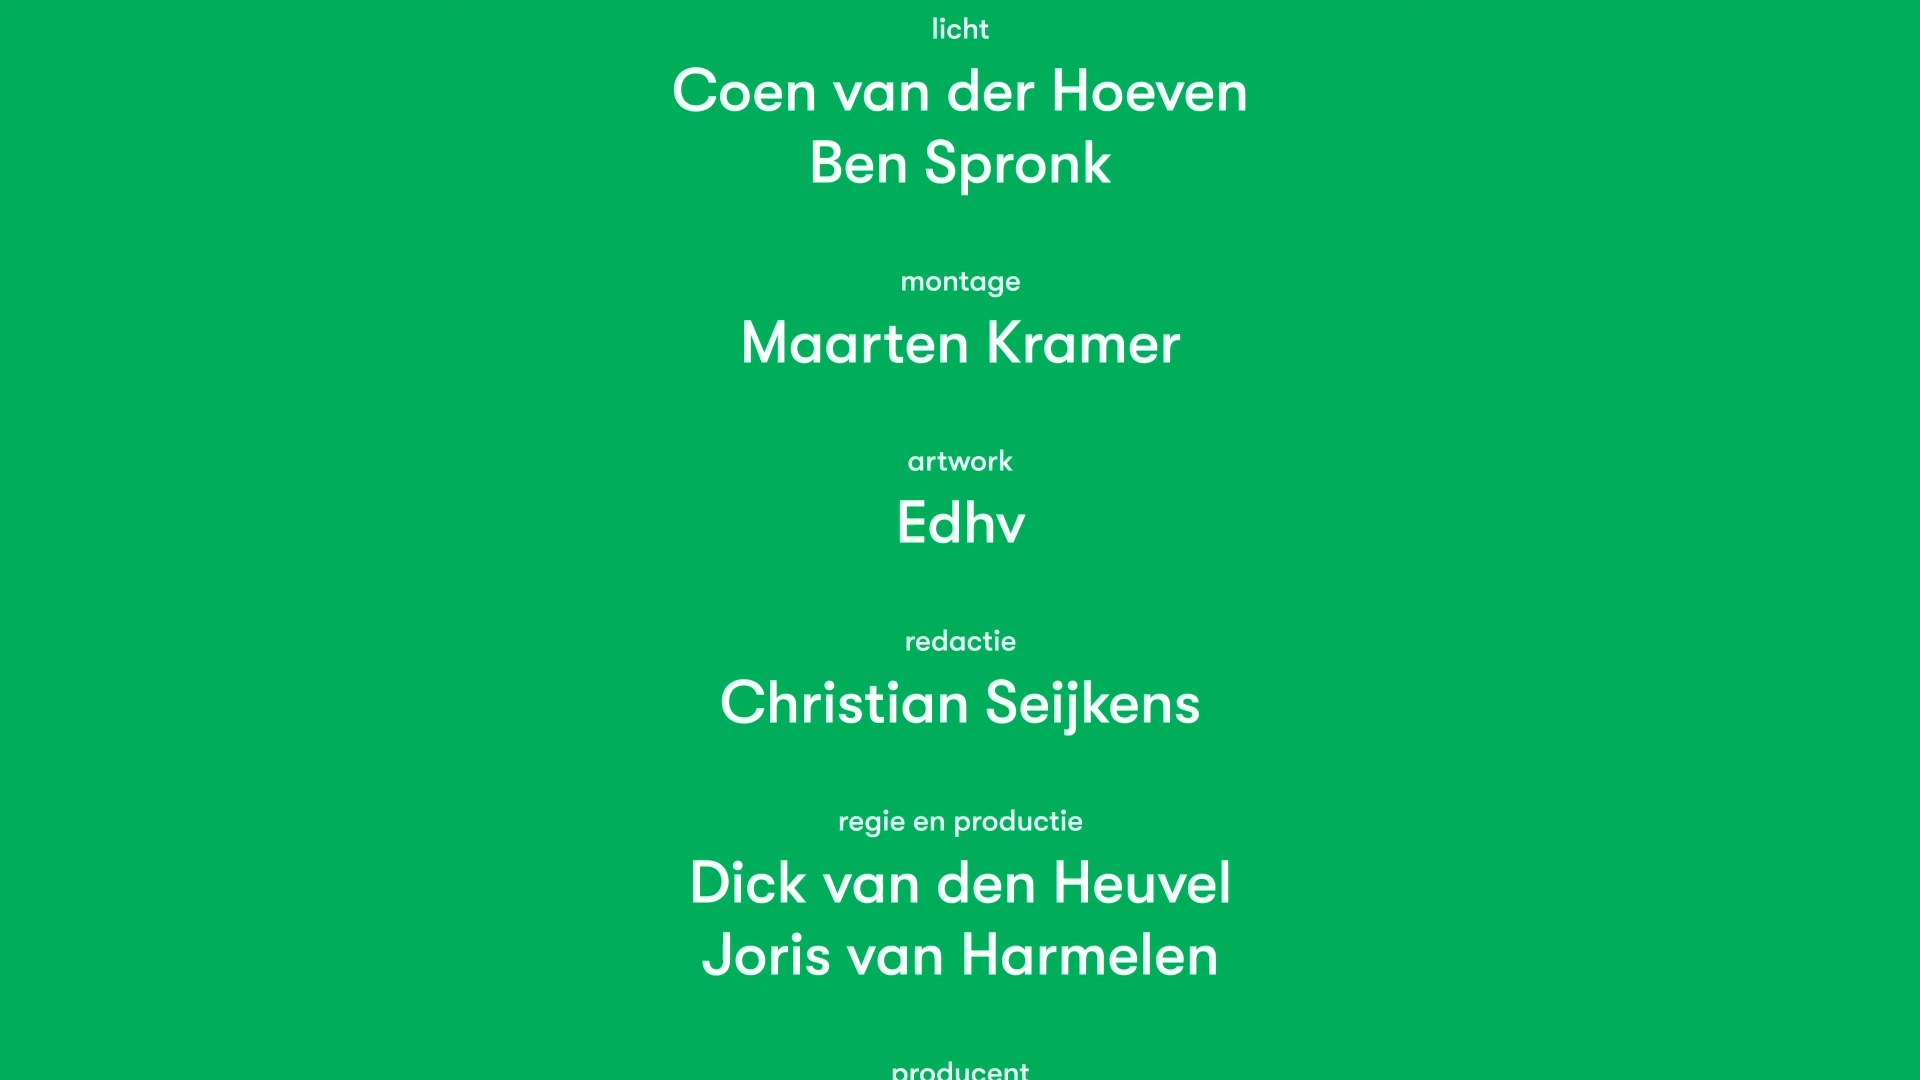 licht
Coen van der Hoeven
Ben Spronk
montage
Maarten Kramer
artwork
Edhv
redactie
Christian Seijkens
regie en productie
Dick van den Heuvel
Joris van Harmelen
producent